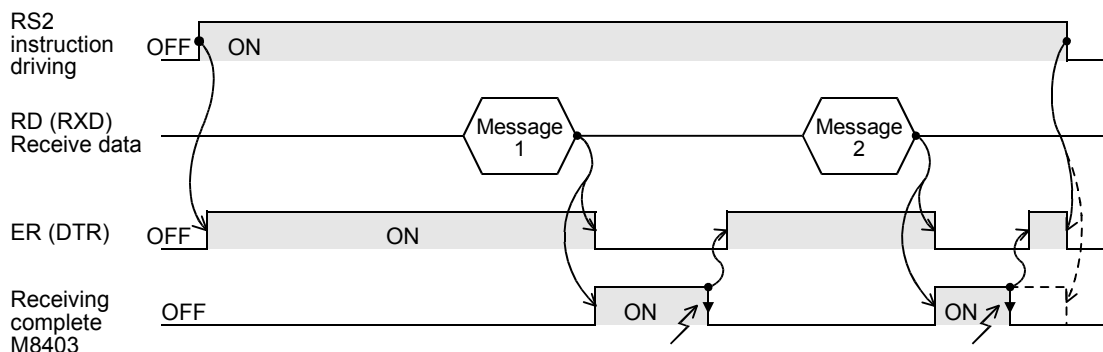 RS2
instruction
driving
OFF
ON
RD (RXD)
Receive data
Message
1
Message
2
ER (DTR)
OFF
ON
Receiving
complete
M8403
OFF
ON
ON